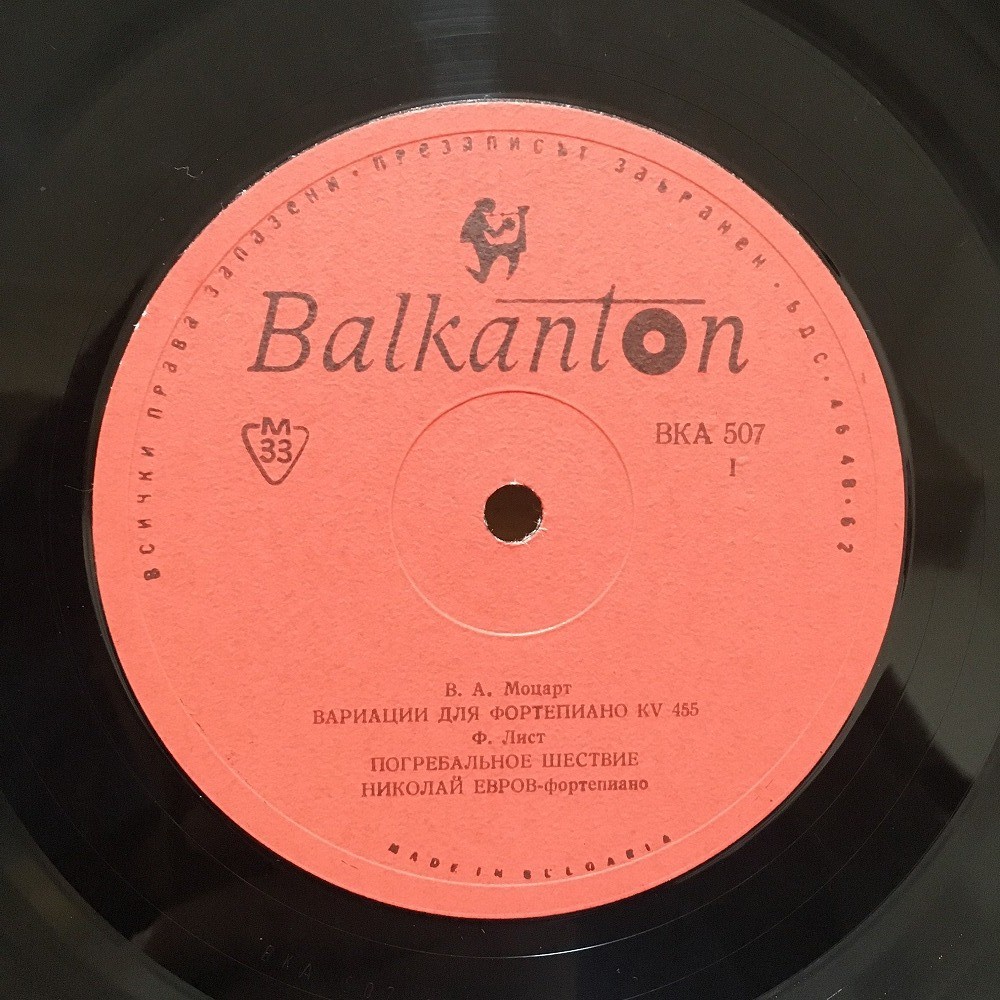 ВСИЧКИ ПРАВА ЗАПАЗЕНИ · ПРЕЗАПИСЪТ ЗАБРАНЕН · БДС · 4648 · 62
Balkanton
М
33
ВКА 507
I
В. А. Моцарт
ВАРИАЦИИ ДЛЯ ФОРТЕПИАНО KV 455
Ф. Лист
ПОГРЕБАЛЬНОЕ ШЕСТВИЕ
НИКОЛАЙ ЕВРОВ-фортепиано
MADE IN BULGARIA